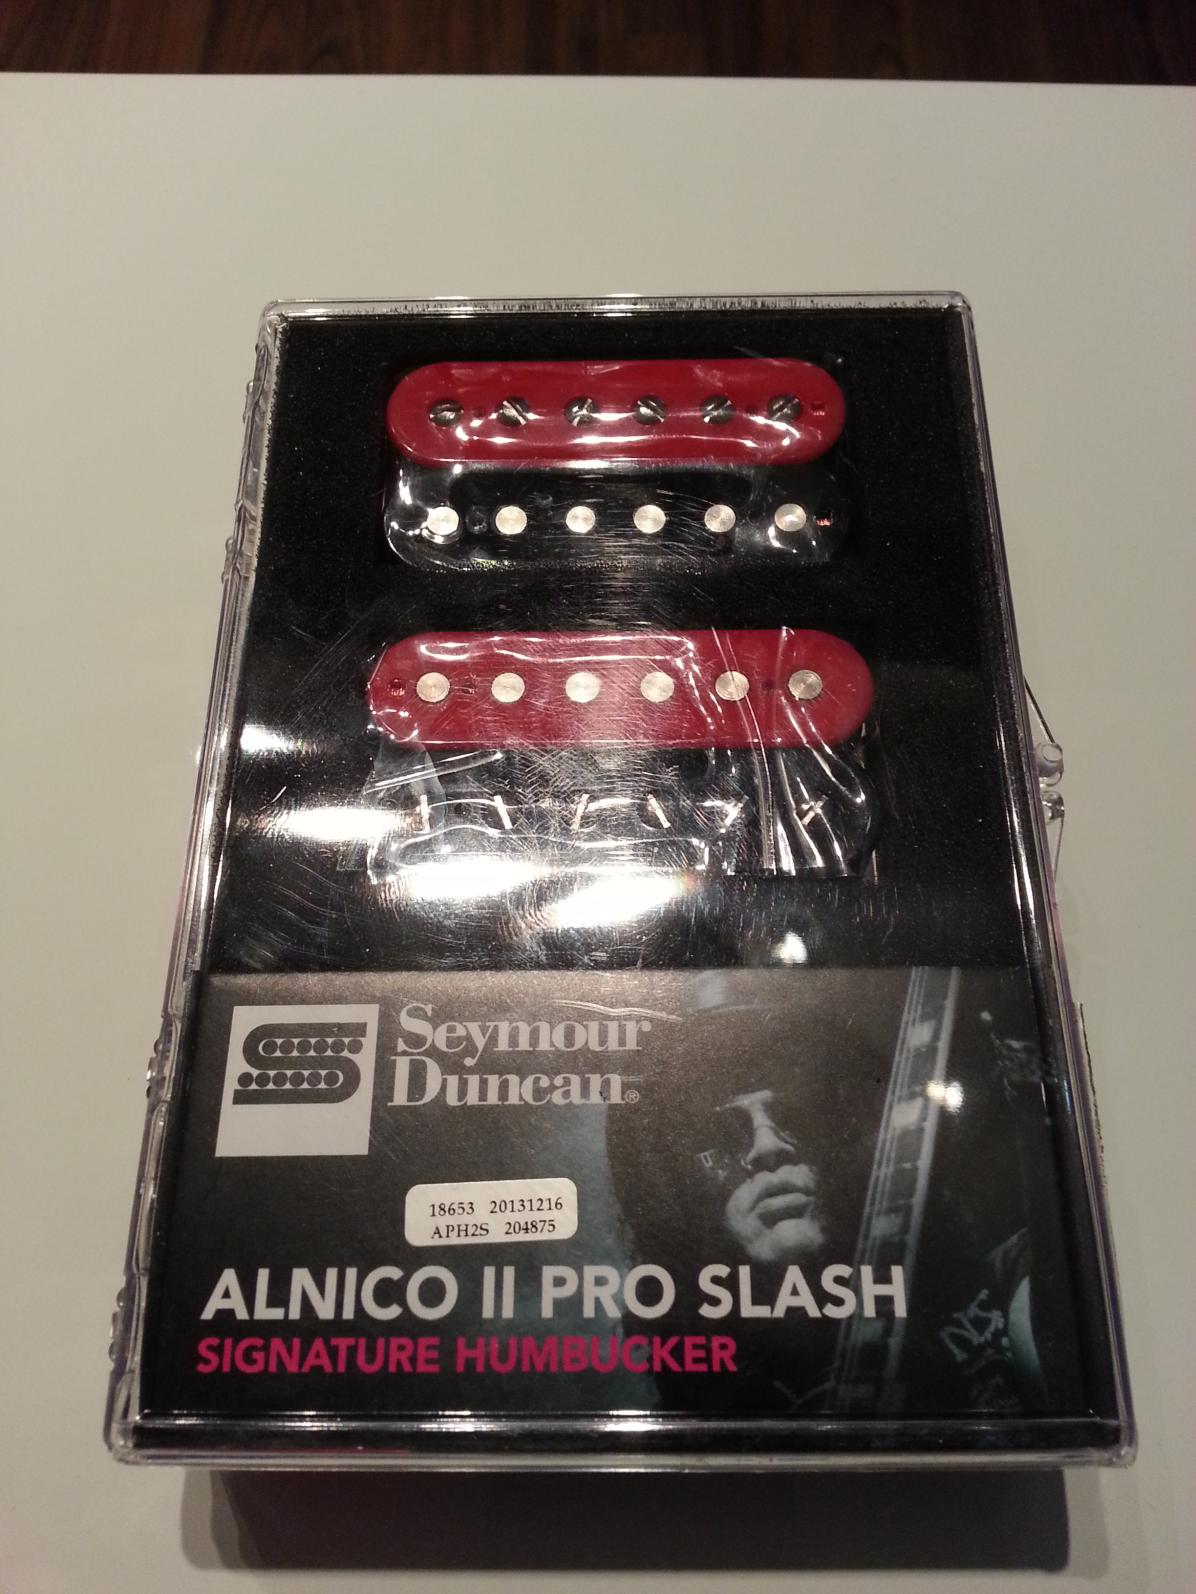 Seymour
Duncan®
18653 20131216
APH2S 204875
ALNICO II PRO SLASH
SIGNATURE HUMBUCKER